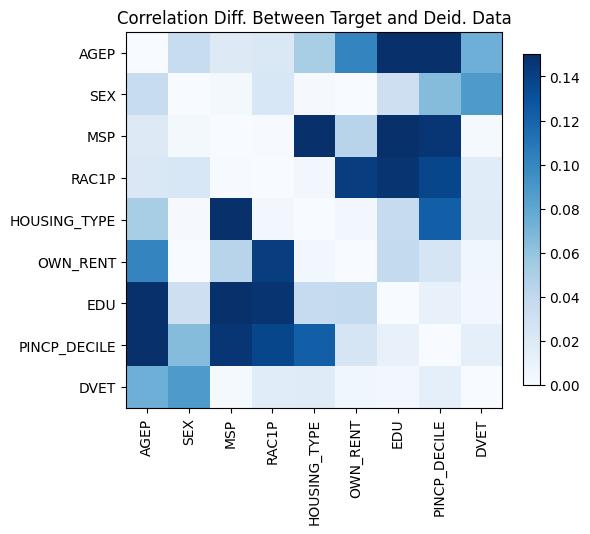 Correlation Diff. Between Target and Deid. Data
AGEP
SEX
MSP
RAC1P
HOUSING_TYPE
OWN_RENT
EDU
PINCP_DECILE
DVET
AGEP
SEX
MSP
RAC1P
HOUSING_TYPE
OWN_RENT
EDU
PINCP_DECILE
DVET
0.14
0.12
0.10
0.08
0.06
0.04
0.02
0.00